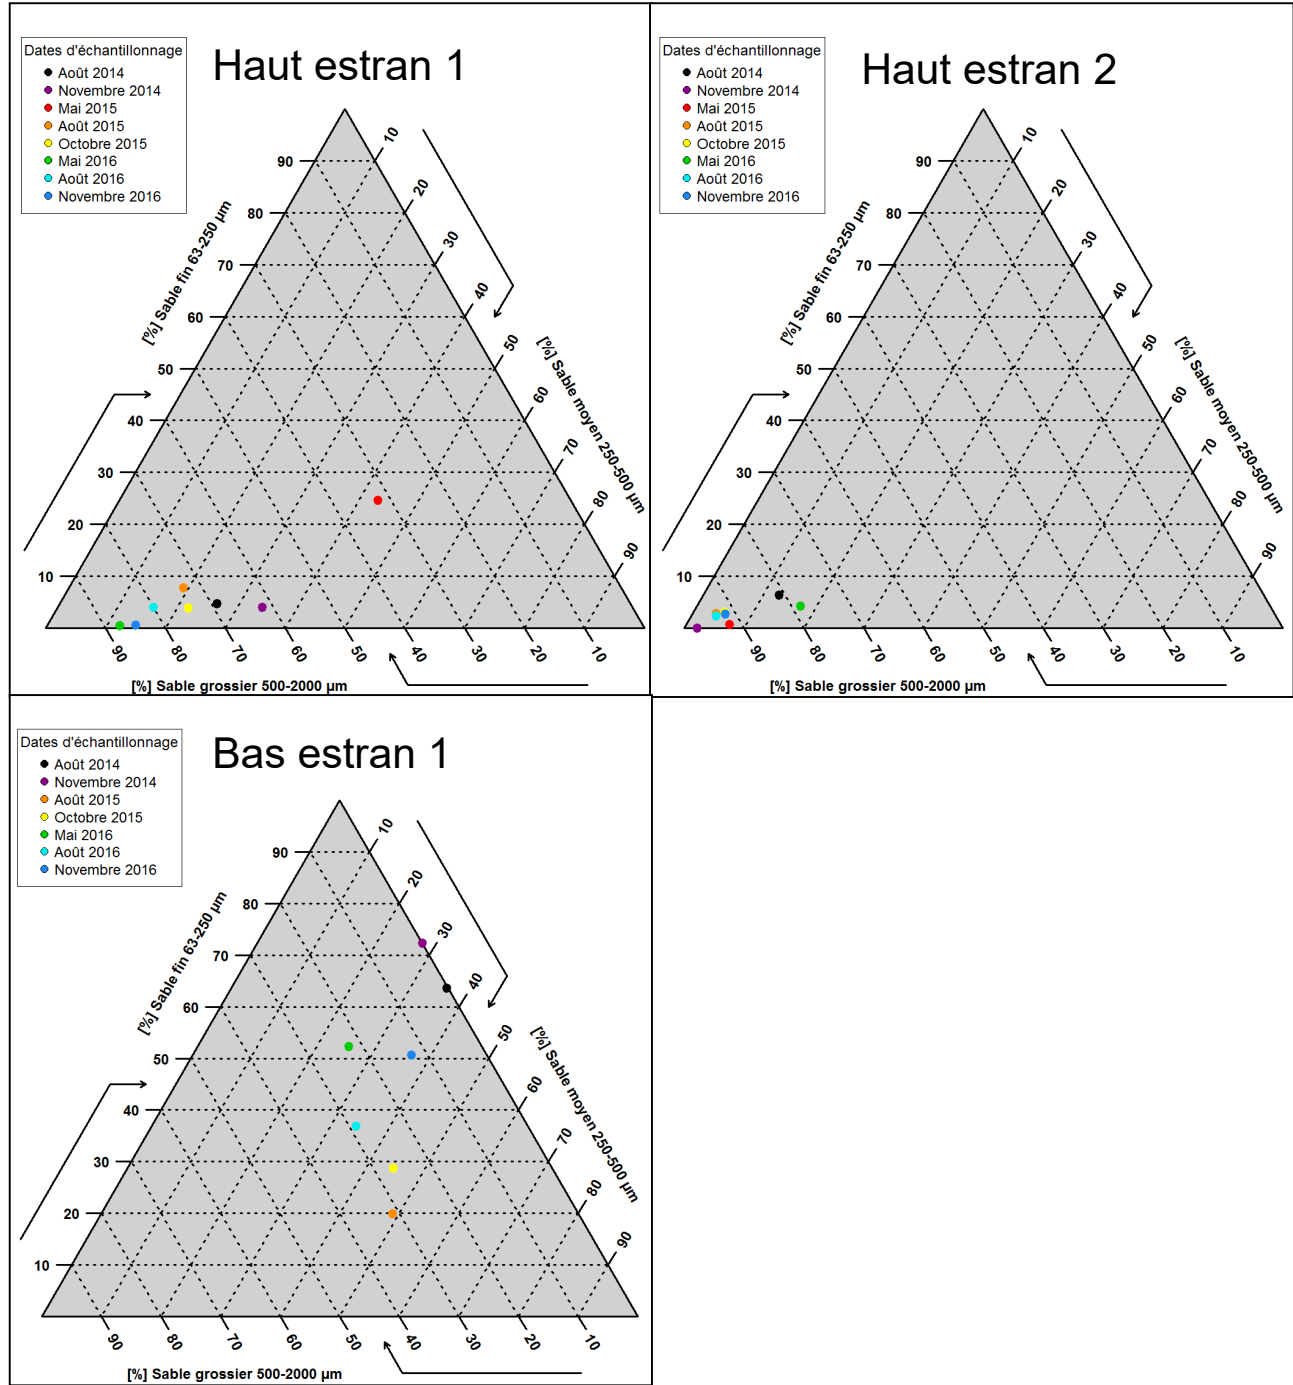 Haut estran 1
Dates d'échantillonnage
Août 2014
Novembre 2014
Mai 2015
Août 2015
Octobre 2015
Mai 2016
Août 2016
Novembre 2016
90
80
70
60
50
40
30
20
10
[%] Sable fin 63-250 µm
10
20
30
40
50
60
70
80
90
[%] Sable moyen 250-500 µm
90
80
70
60
50
40
30
20
10
[%] Sable grossier 500-2000 µm
Haut estran 2
Dates d'échantillonnage
Août 2014
Novembre 2014
Mai 2015
Août 2015
Octobre 2015
Mai 2016
Août 2016
Novembre 2016
90
80
70
60
50
40
30
20
10
[%] Sable fin 63-250 µm
10
20
30
40
50
60
70
80
90
[%] Sable moyen 250-500 µm
90
80
70
60
50
40
30
20
10
[%] Sable grossier 500-2000 µm
Bas estran 1
Dates d'échantillonnage
Août 2014
Novembre 2014
Août 2015
Octobre 2015
Mai 2016
Août 2016
Novembre 2016
90
80
70
60
50
40
30
20
10
[%] Sable fin 63-250 µm
10
20
30
40
50
60
70
80
90
[%] Sable moyen 250-500 µm
90
80
70
60
50
40
30
20
10
[%] Sable grossier 500-2000 µm